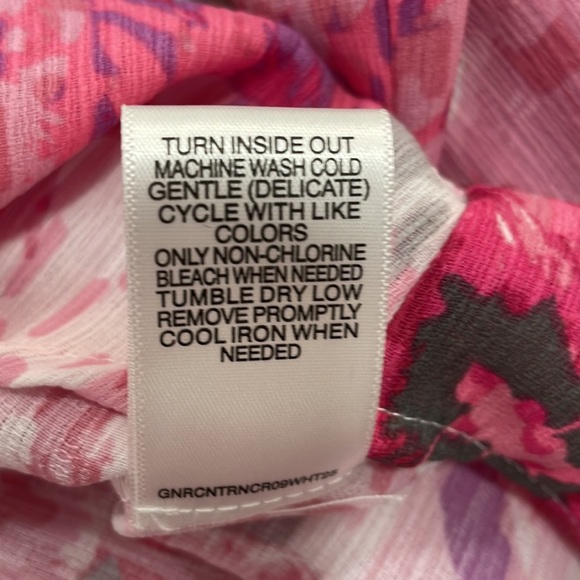 TURN INSIDE OUT
MACHINE WASH COLD
GENTLE (DELICATE)
CYCLE WITH LIKE
COLORS
ONLY NON-CHLORINE
BLEACH WHEN NEEDED
TUMBLE DRY LOW
REMOVE PROMPTLY
COOL IRON WHEN
NEEDED
GNRCNTRNCR09WHT25